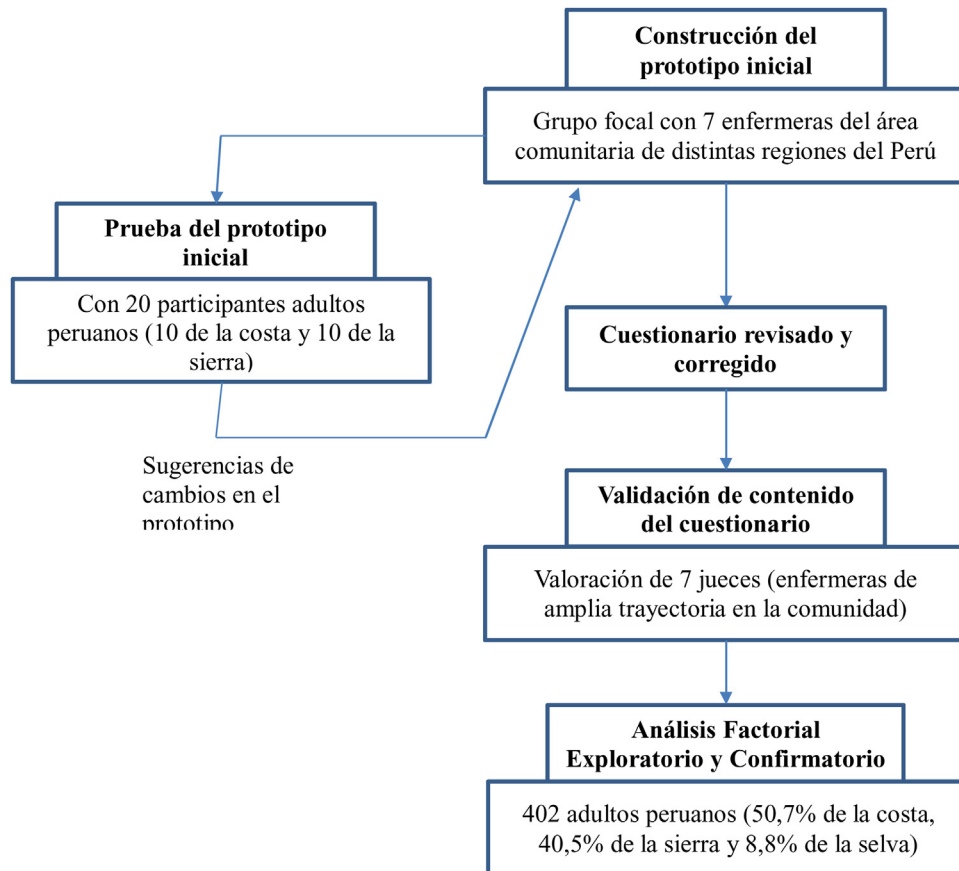 Construcción del
prototipo inicial
Grupo focal con 7 enfermeras del área
comunitaria de distintas regiones del Perú
Prueba del prototipo
inicial
Con 20 participantes adultos
peruanos (10 de la costa y 10 de la
sierra)
Sugerencias de
cambios en el
prototipo
Cuestionario revisado y
corregido
Validación de contenido
del cuestionario
Valoración de 7 jueces (enfermeras de
amplia trayectoria en la comunidad)
Análisis Factorial
Exploratorio y Confirmatorio
402 adultos peruanos (50,7% de la costa,
40,5% de la sierra y 8,8% de la selva)